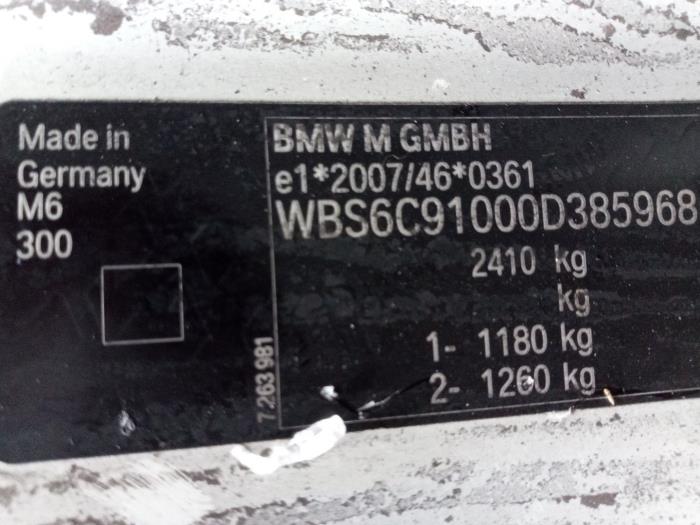 Made in
Germany
M6
300
BMW M GMBH
e1*2007/46*0361
WBS6C91000D385968
2410 kg
kg
1- 1180 kg
2- 1260 kg
7 263 981